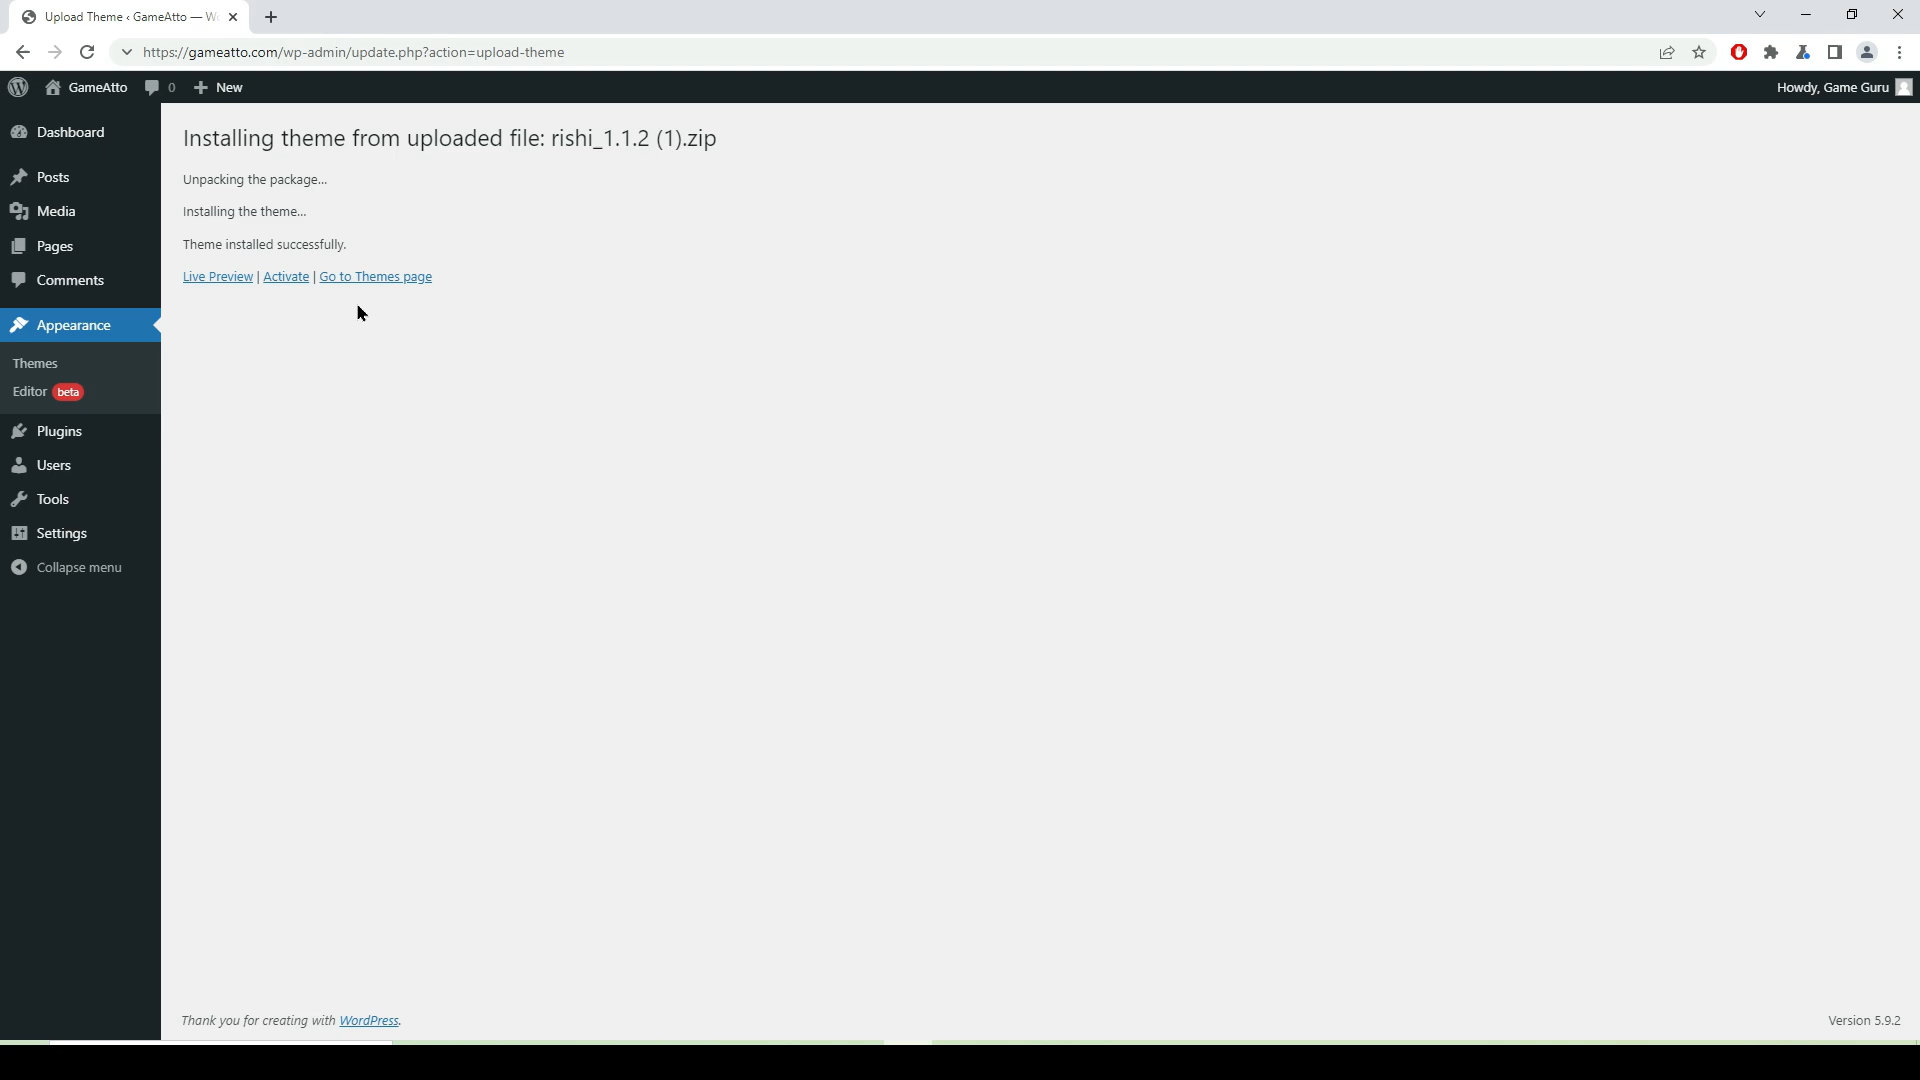 Upload Theme ‹ GameAtto — W
https://gameatto.com/wp-admin/update.php?action=upload-theme
GameAtto
0
New
Howdy, Game Guru
Dashboard
Posts
Media
Pages
Comments
Appearance
Themes
Editor beta
Plugins
Users
Tools
Settings
Collapse menu
Installing theme from uploaded file: rishi_1.1.2 (1).zip
Unpacking the package...
Installing the theme...
Theme installed successfully.
Live Preview | Activate | Go to Themes page
Thank you for creating with WordPress.
Version 5.9.2